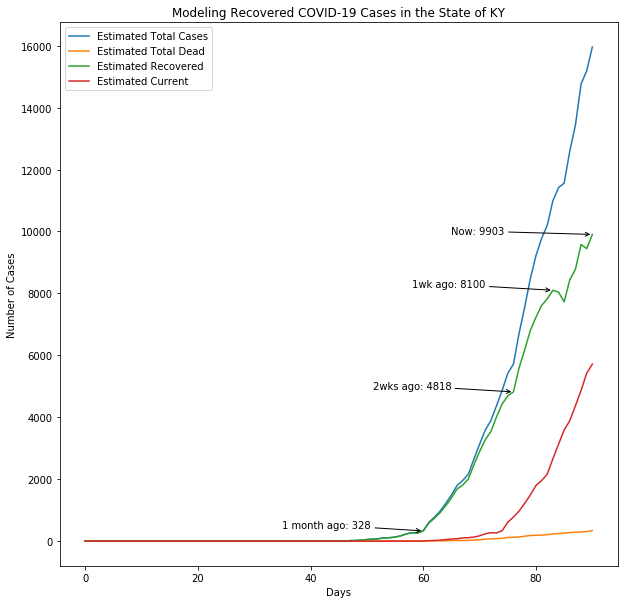 Modeling Recovered COVID-19 Cases in the State of KY
Estimated Total Cases
Estimated Total Dead
Estimated Recovered
Estimated Current
16000
14000
12000
10000
8000
6000
4000
2000
0
Number of Cases
Now: 9903
1wk ago: 8100
2wks ago: 4818
1 month ago: 328
0 20 40 60 80
Days